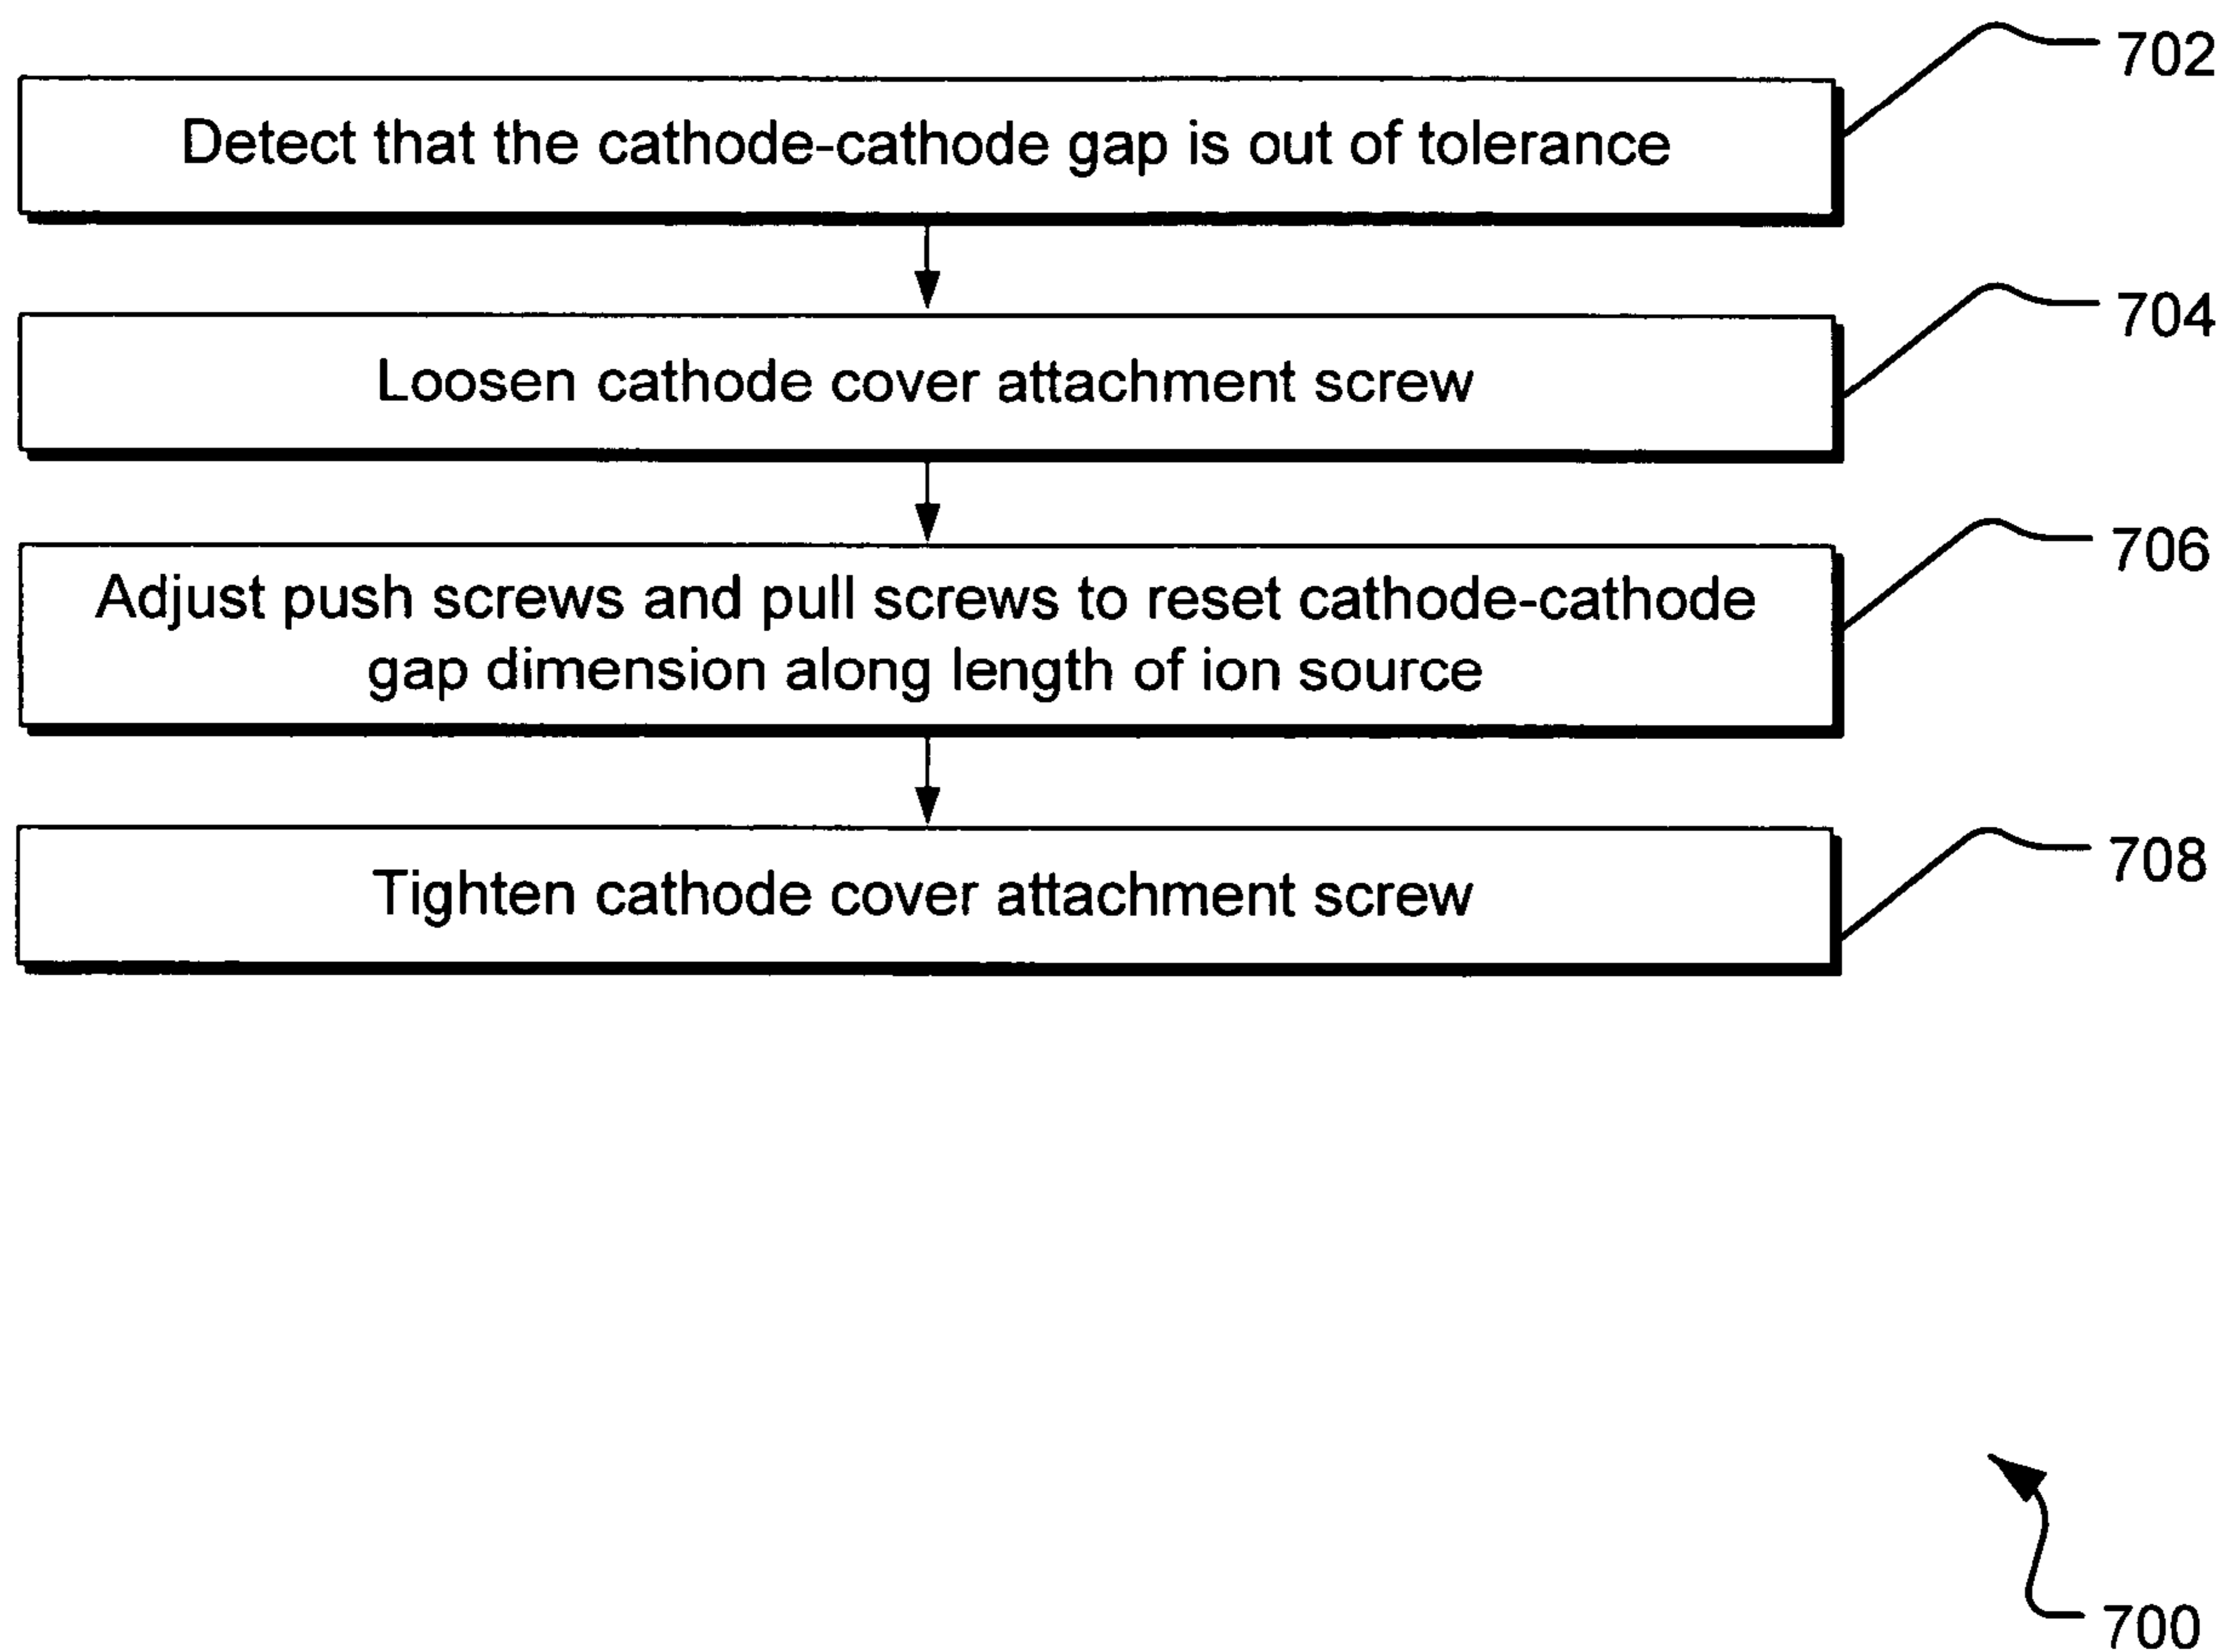 702
Detect that the cathode-cathode gap is out of tolerance
704
Loosen cathode cover attachment screw
706
Adjust push screws and pull screws to reset cathode-cathode
gap dimension along length of ion source
708
Tighten cathode cover attachment screw
700